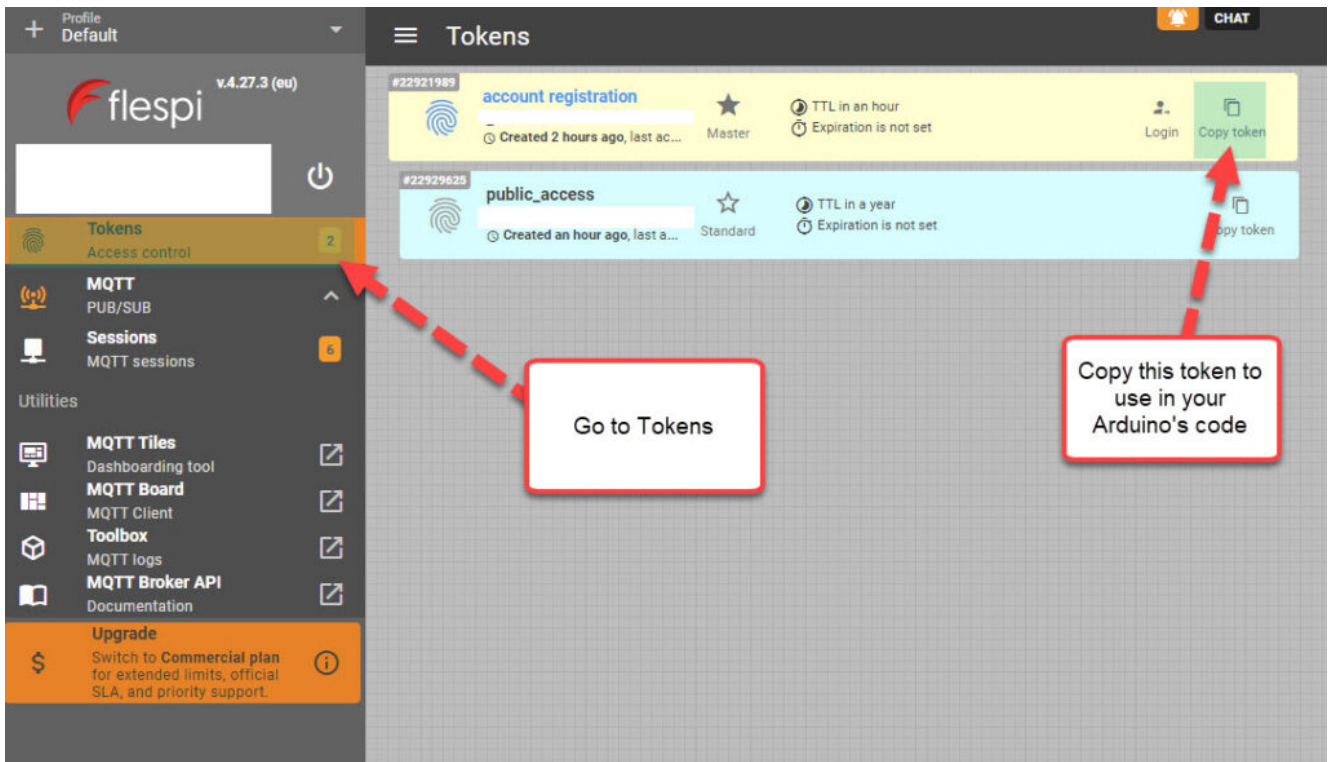 Profile
Default
flespi
v.4.27.3 (eu)
Tokens
Access control
2
MQTT
PUB/SUB
Sessions
MQTT sessions
6
Utilities
MQTT Tiles
Dashboarding tool
MQTT Board
MQTT Client
Toolbox
MQTT logs
MQTT Broker API
Documentation
Upgrade
$
Switch to Commercial plan
for extended limits, official
SLA, and priority support.
Tokens
CHAT
#22921989
account registration
Created 2 hours ago, last ac...
Master
TTL in an hour
Expiration is not set
Login
Copy token
#22929625
public_access
Created an hour ago, last a...
Standard
TTL in a year
Expiration is not set
opy token
Go to Tokens
Copy this token to
use in your
Arduino's code